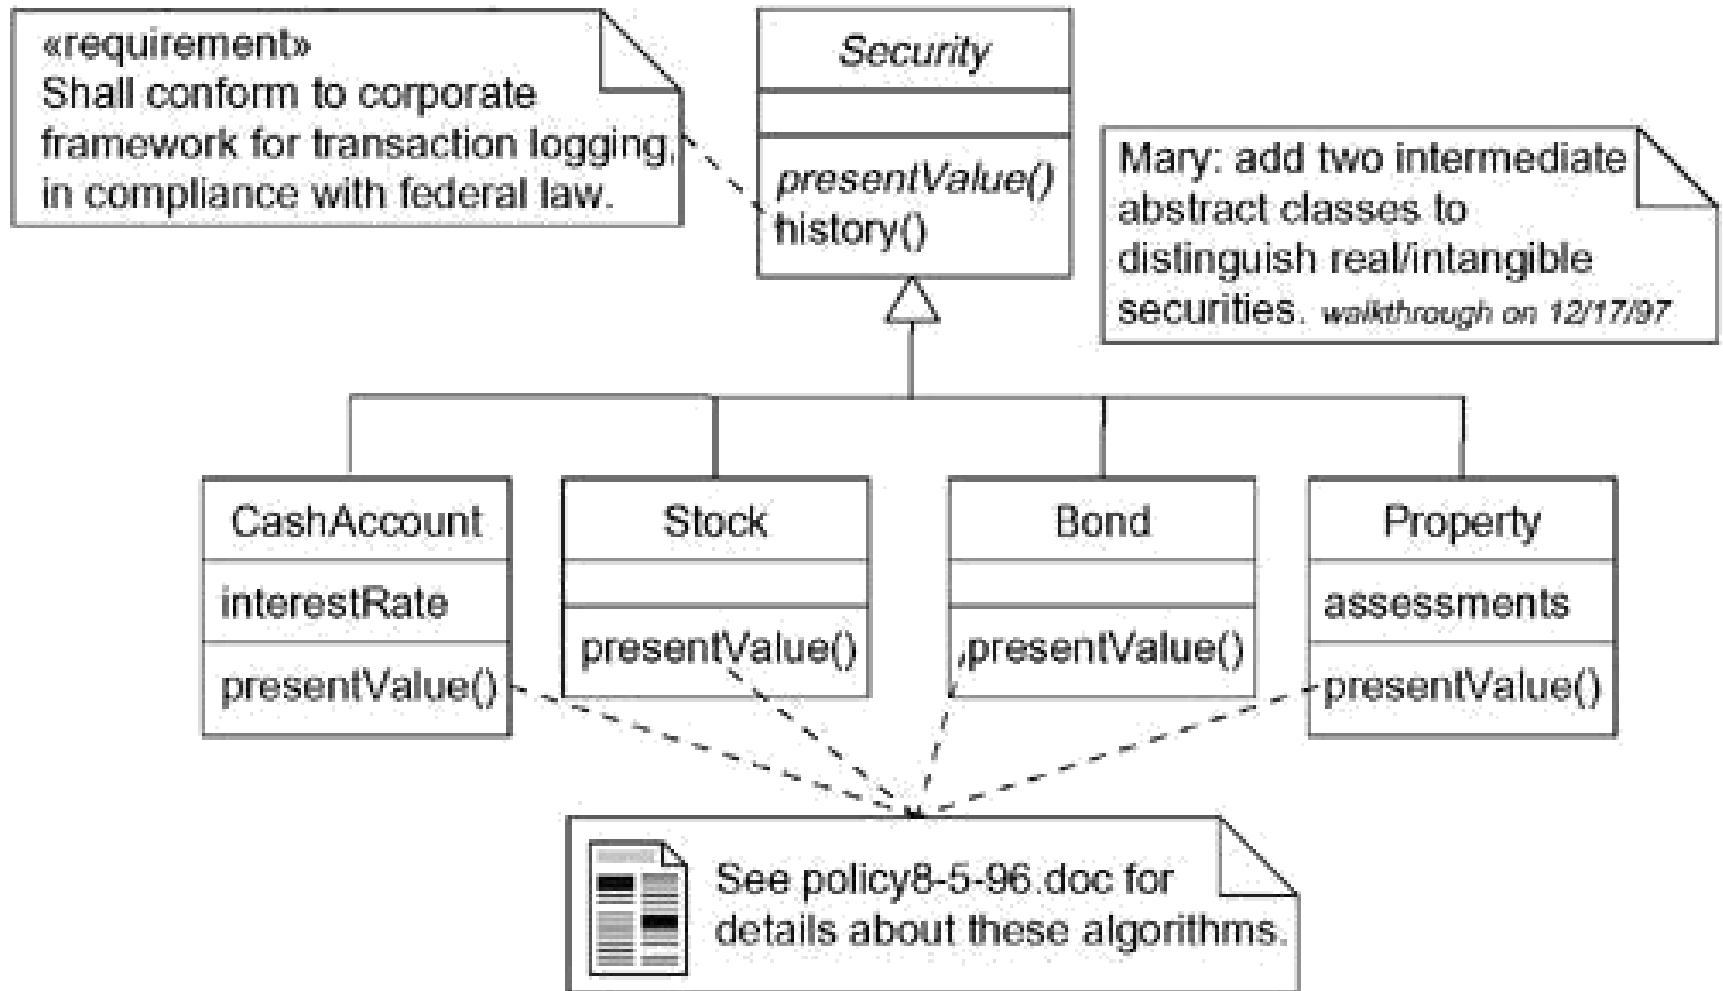 «requirement»
Shall conform to corporate
framework for transaction logging,
in compliance with federal law.
Security
presentValue()
history()
Mary: add two intermediate
abstract classes to
distinguish real/intangible
securities. walkthrough on 12/17/97
CashAccount
interestRate
presentValue()
Stock
presentValue()
Bond
presentValue()
Property
assessments
presentValue()
See policy8-5-96.doc for
details about these algorithms.